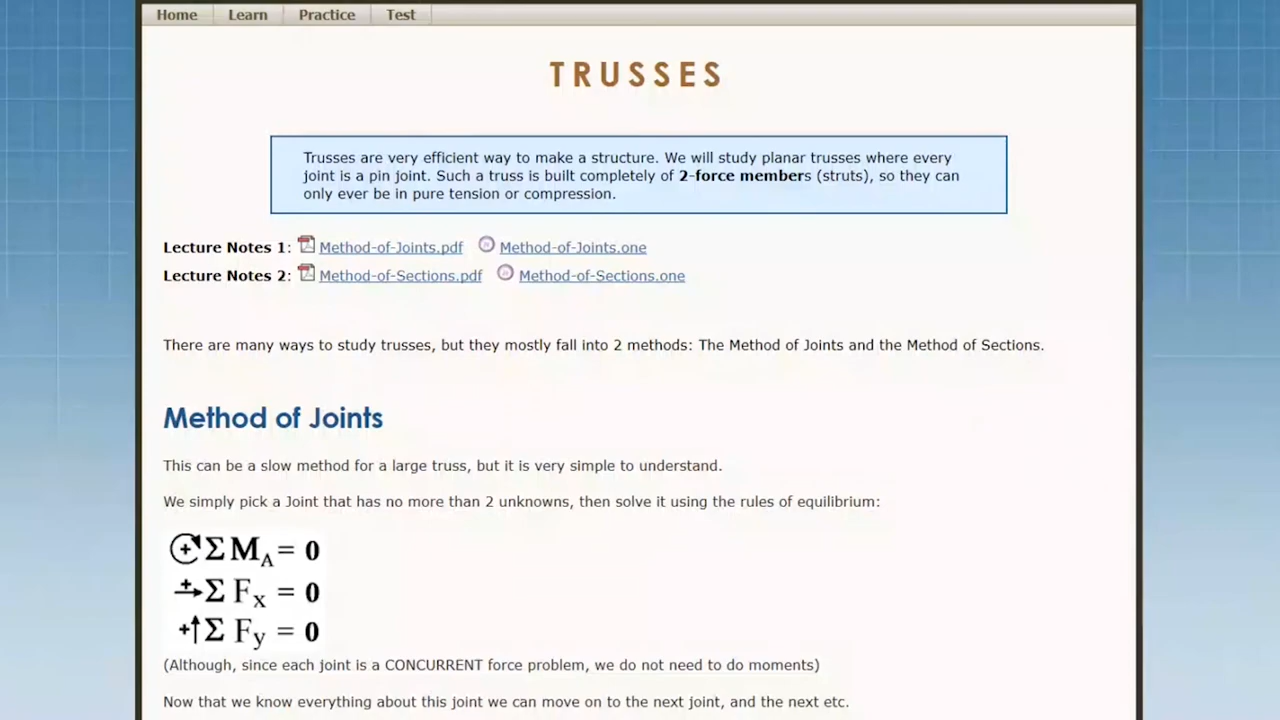 Home Learn Practice Test
TRUSSES
Trusses are very efficient way to make a structure. We will study planar trusses where every
joint is a pin joint. Such a truss is built completely of 2-force members (struts), so they can
only ever be in pure tension or compression.
Lecture Notes 1: Method-of-Joints.pdf Method-of-Joints.one
Lecture Notes 2: Method-of-Sections.pdf Method-of-Sections.one
There are many ways to study trusses, but they mostly fall into 2 methods: The Method of Joints and the Method of Sections.
Method of Joints
This can be a slow method for a large truss, but it is very simple to understand.
We simply pick a Joint that has no more than 2 unknowns, then solve it using the rules of equilibrium:
+ Σ M_A = 0
+→ Σ F_x = 0
+↑ Σ F_y = 0
(Although, since each joint is a CONCURRENT force problem, we do not need to do moments)
Now that we know everything about this joint we can move on to the next joint, and the next etc.